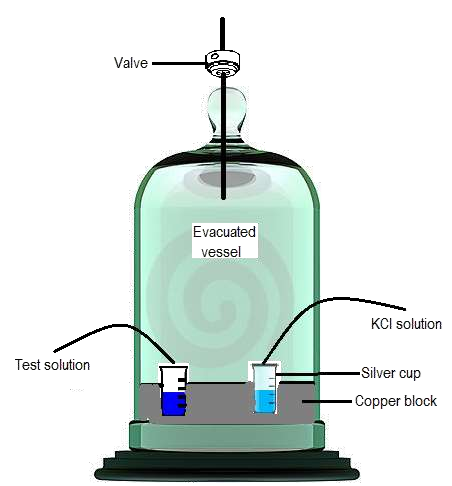 Valve
Evacuated
vessel
KCl solution
Test solution
Silver cup
Copper block